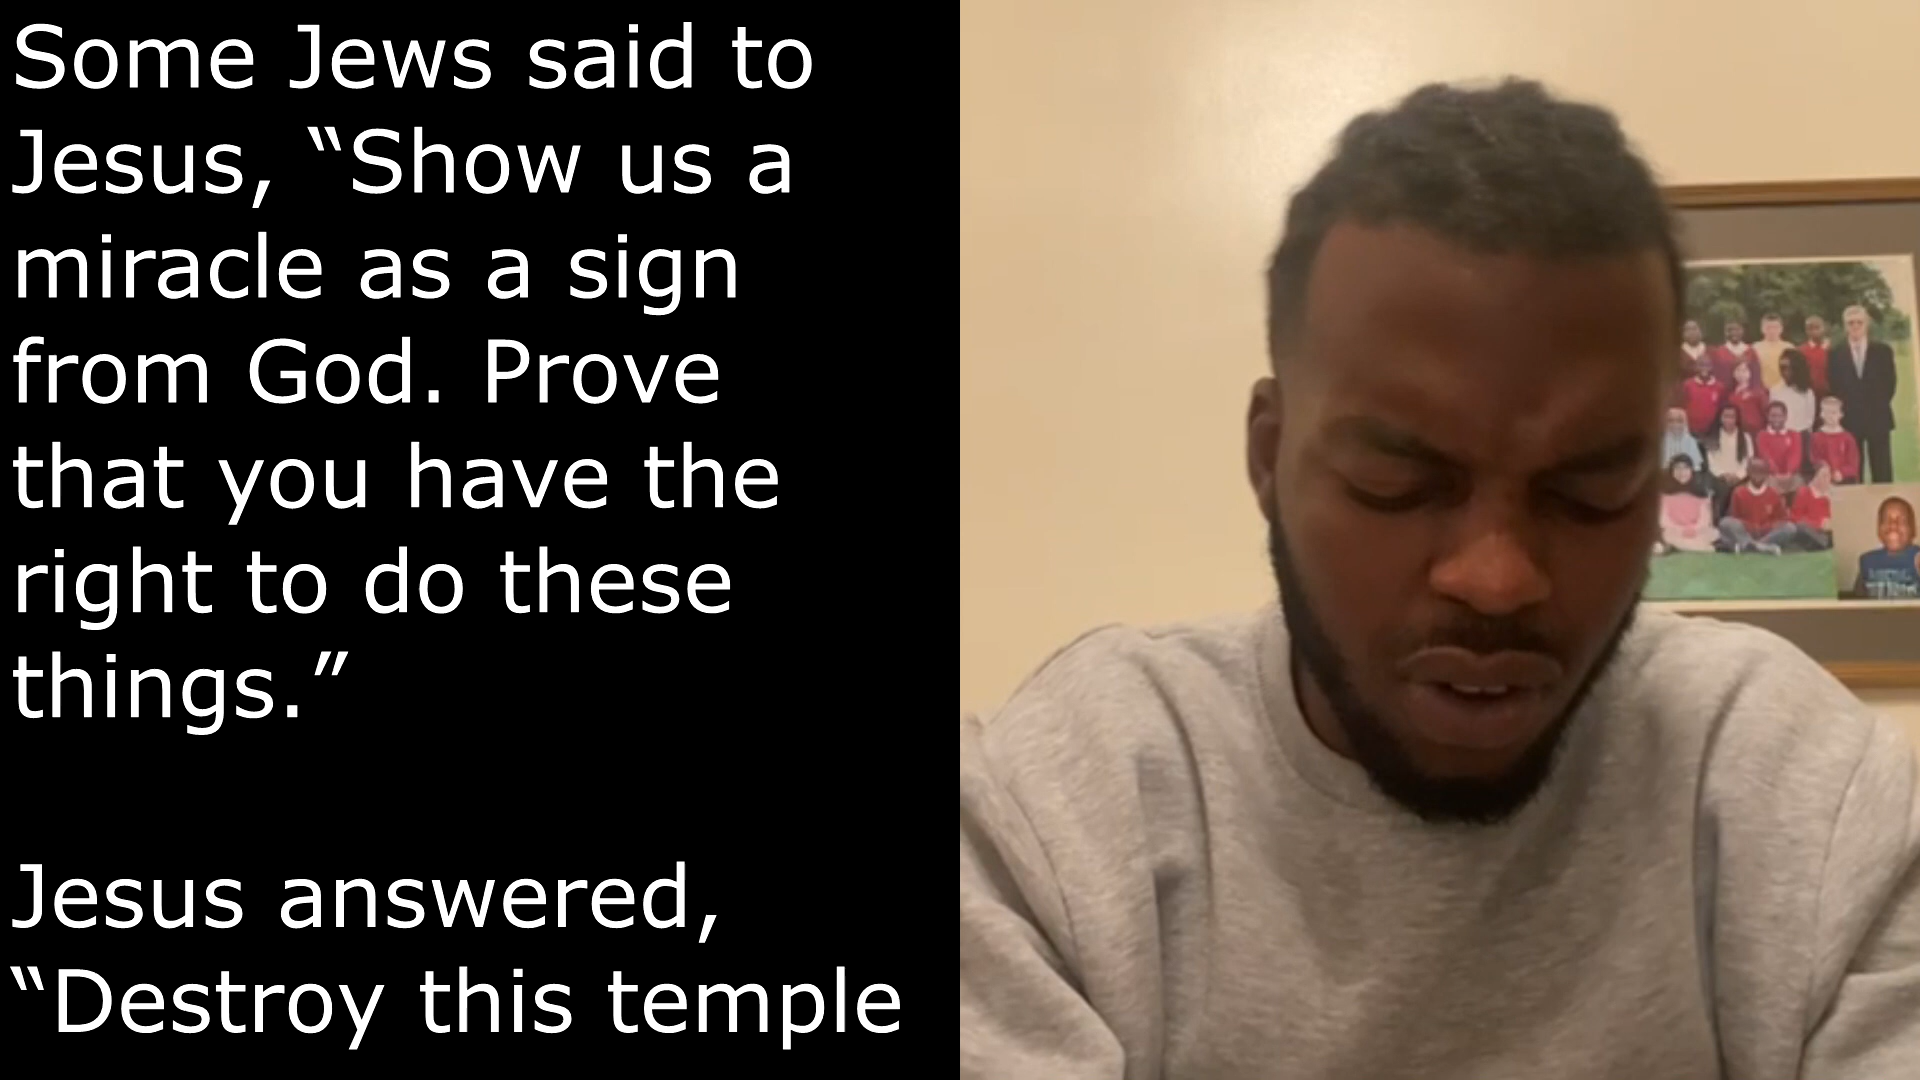 Some Jews said to
Jesus, “Show us a
miracle as a sign
from God. Prove
that you have the
right to do these
things.”
Jesus answered,
“Destroy this temple